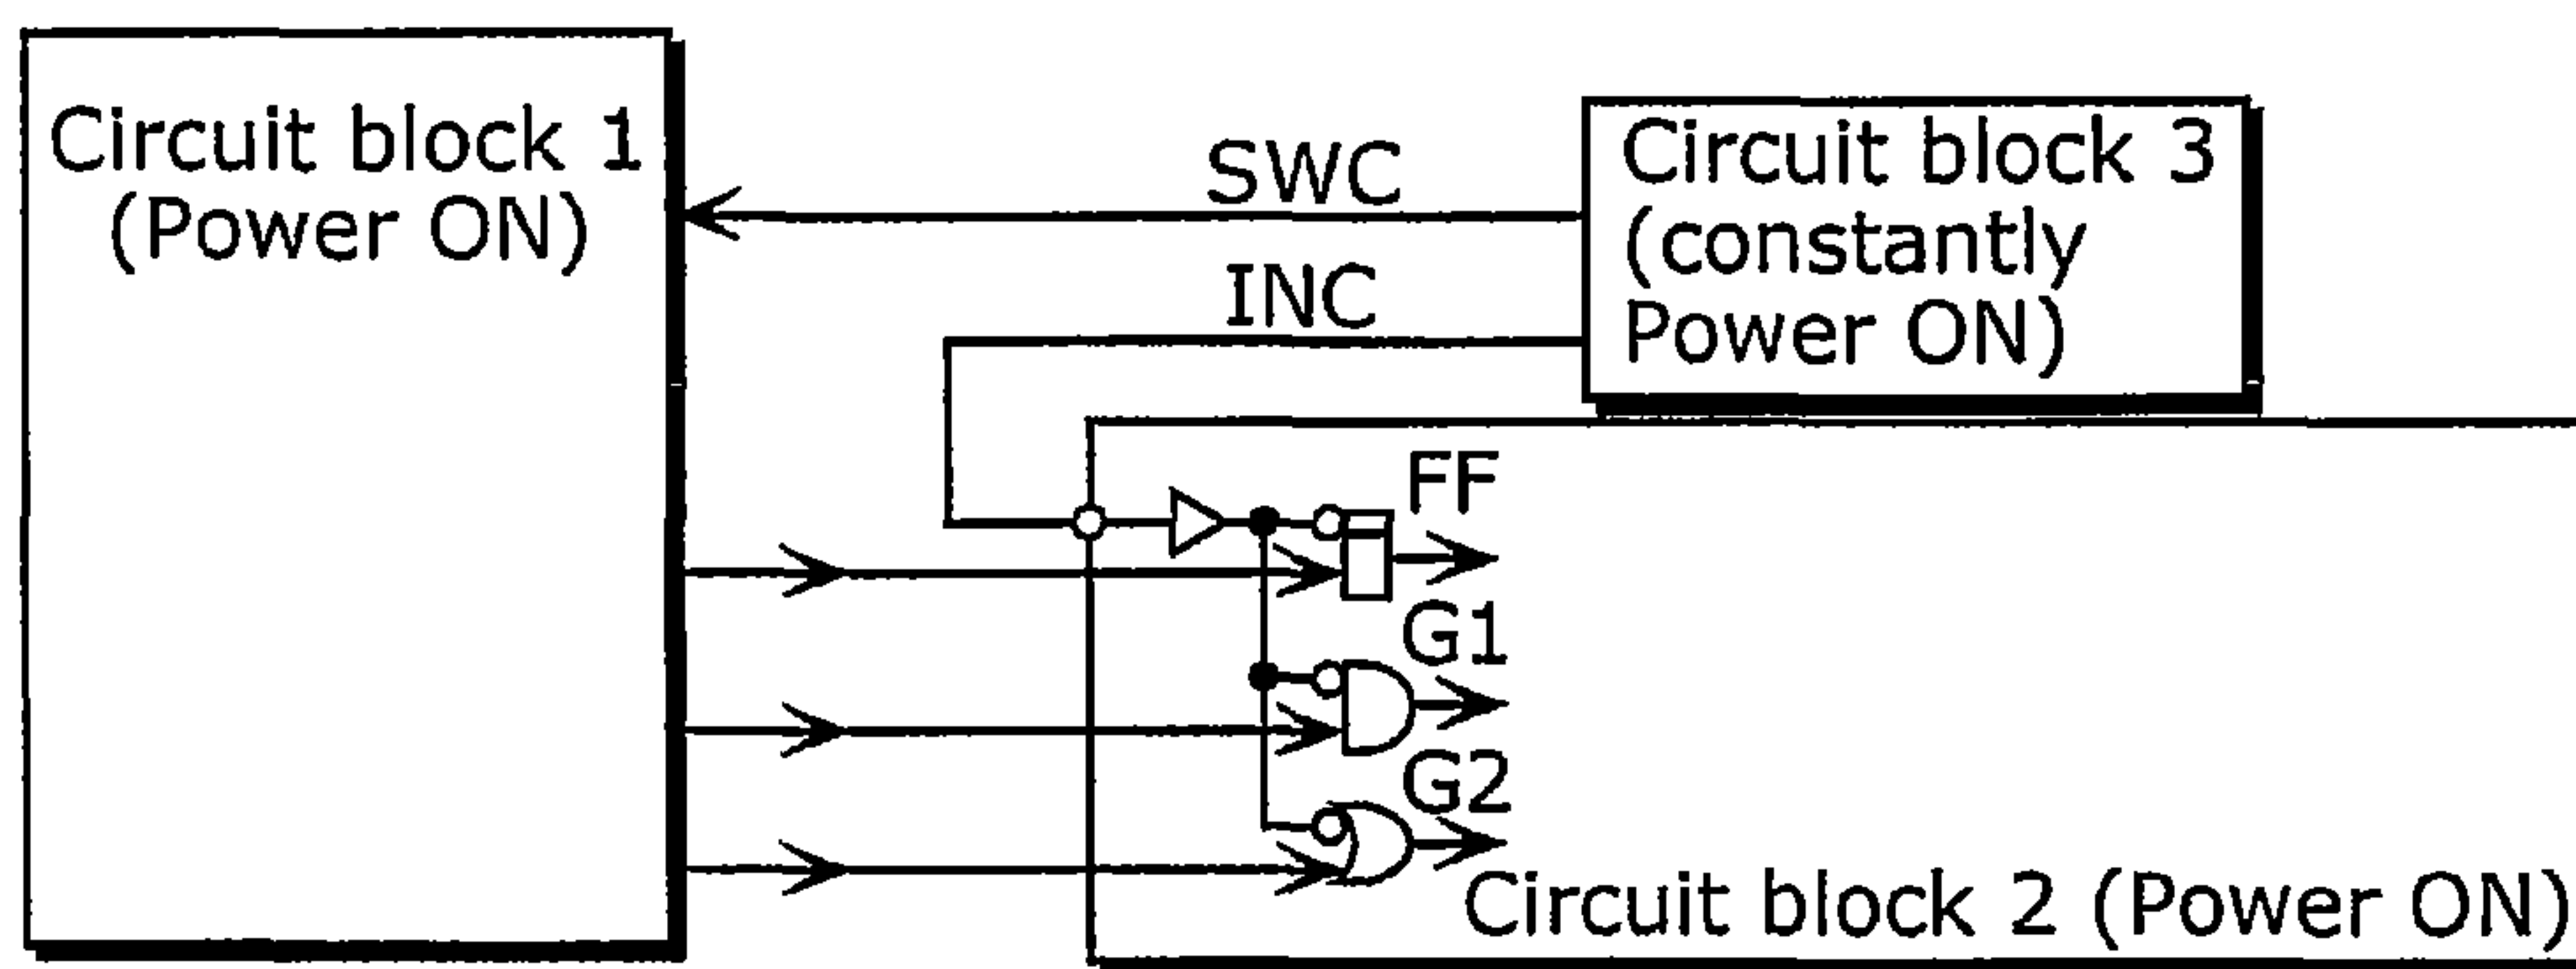 Circuit block 1
(Power ON)
SWC
INC
Circuit block 3
(constantly
Power ON)
FF
G1
G2
Circuit block 2 (Power ON)